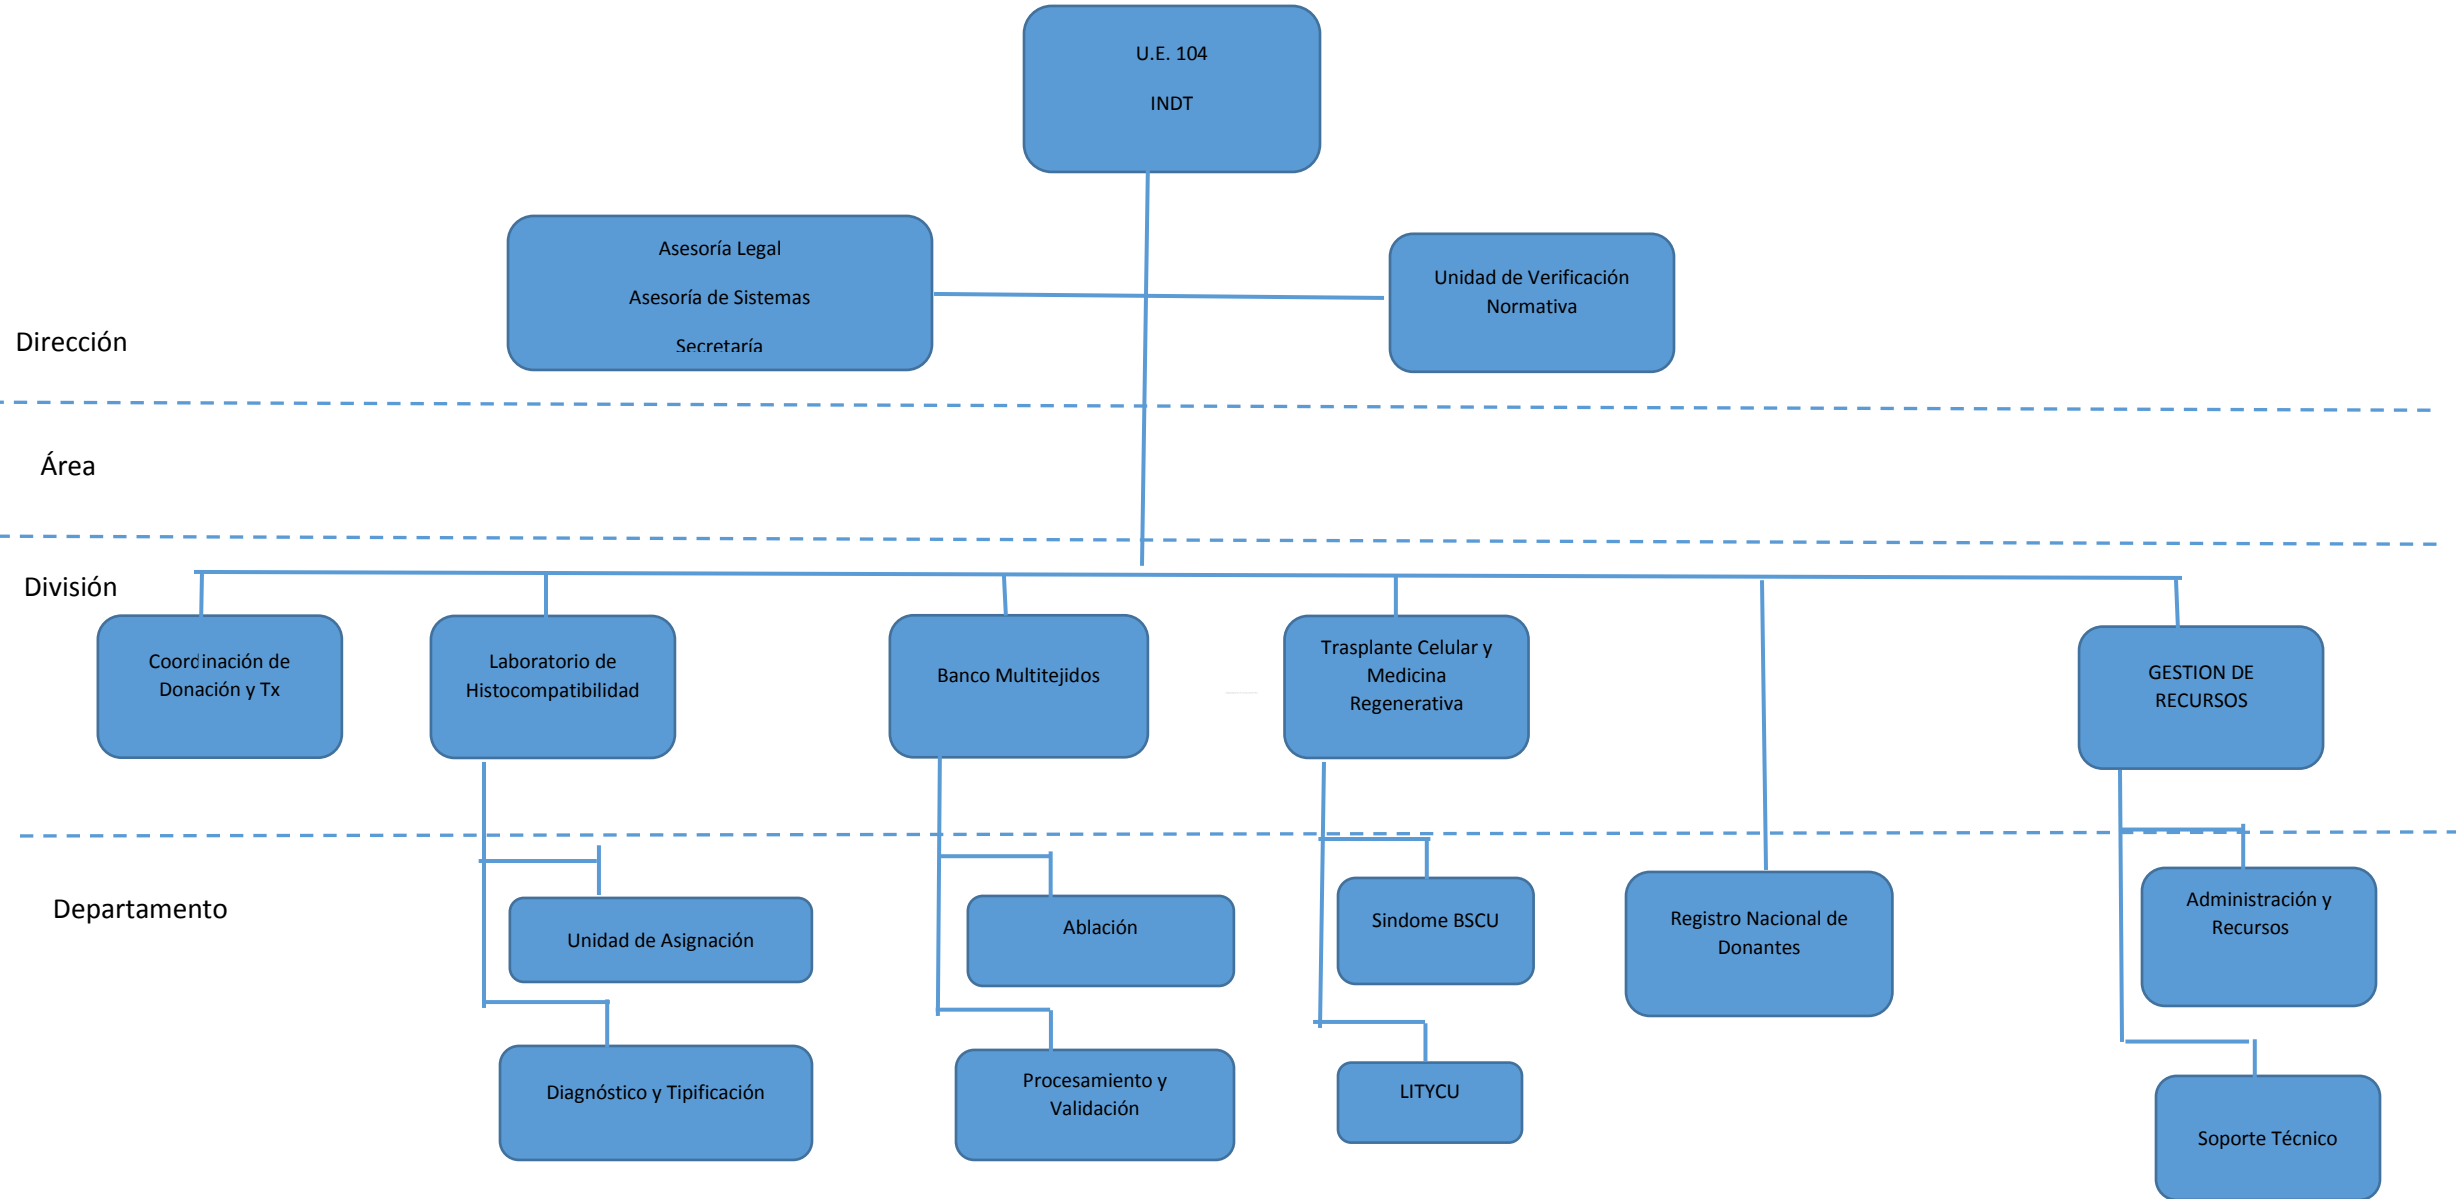 U.E. 104
INDT
Asesoría Legal
Asesoría de Sistemas
Secretaría
Unidad de Verificación
Normativa
Dirección
Área
División
Coordinación de
Donación y Tx
Laboratorio de
Histocompatibilidad
Banco Multitejidos
Trasplante Celular y
Medicina
Regenerativa
GESTION DE
RECURSOS
Departamento
Unidad de Asignación
Ablación
Sindome BSCU
Registro Nacional de
Donantes
Administración y
Recursos
Diagnóstico y Tipificación
Procesamiento y
Validación
LITYCU
Soporte Técnico